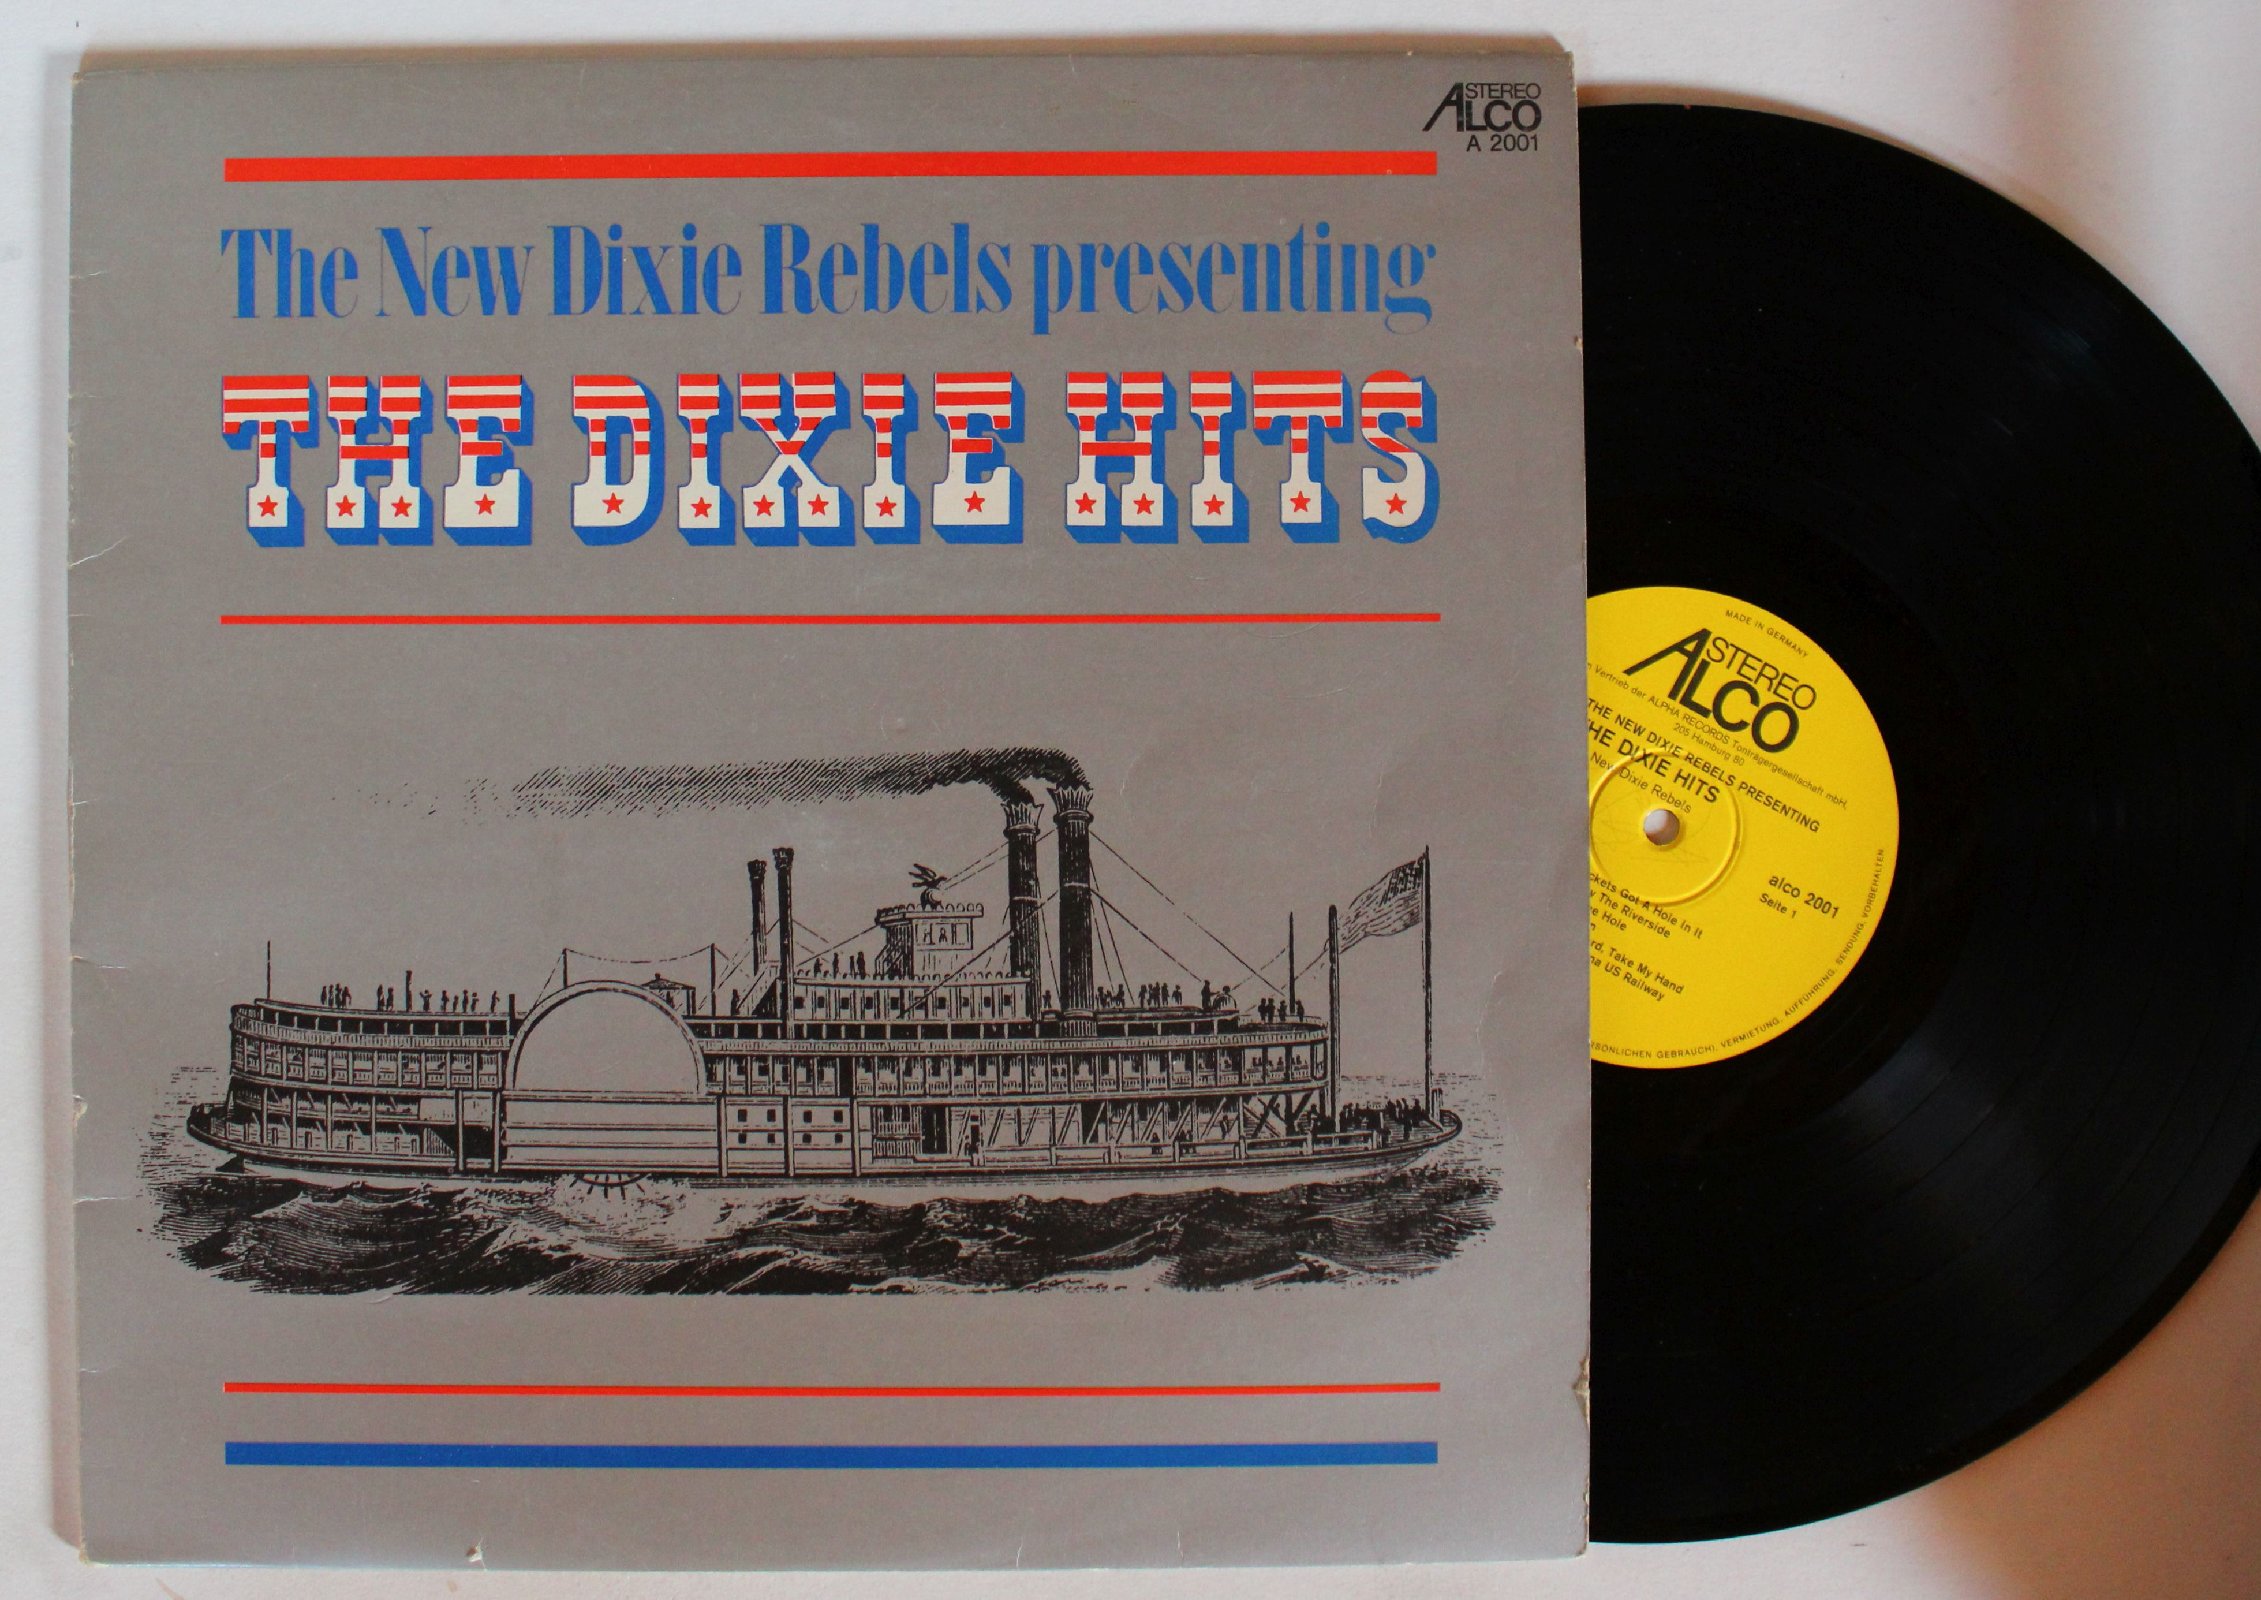 STEREO
ALCO
A 2001
The New Dixie Rebels presenting
THE DIXIE HITS
MADE IN GERMANY
STEREO
ALCO
Vertrieb der ALPHA RECORDS Tonträgergesellschaft mbH,
205 Hamburg 80
THE NEW DIXIE REBELS PRESENTING
THE DIXIE HITS
New Dixie Rebels
alco 2001
Seite 1
Got A Hole In It
The Riverside
Hole
Take My Hand
US Railway
GEBRAUCH), VERMIETUNG, AUFFÜHRUNG, SENDUNG, VORBEHALTEN